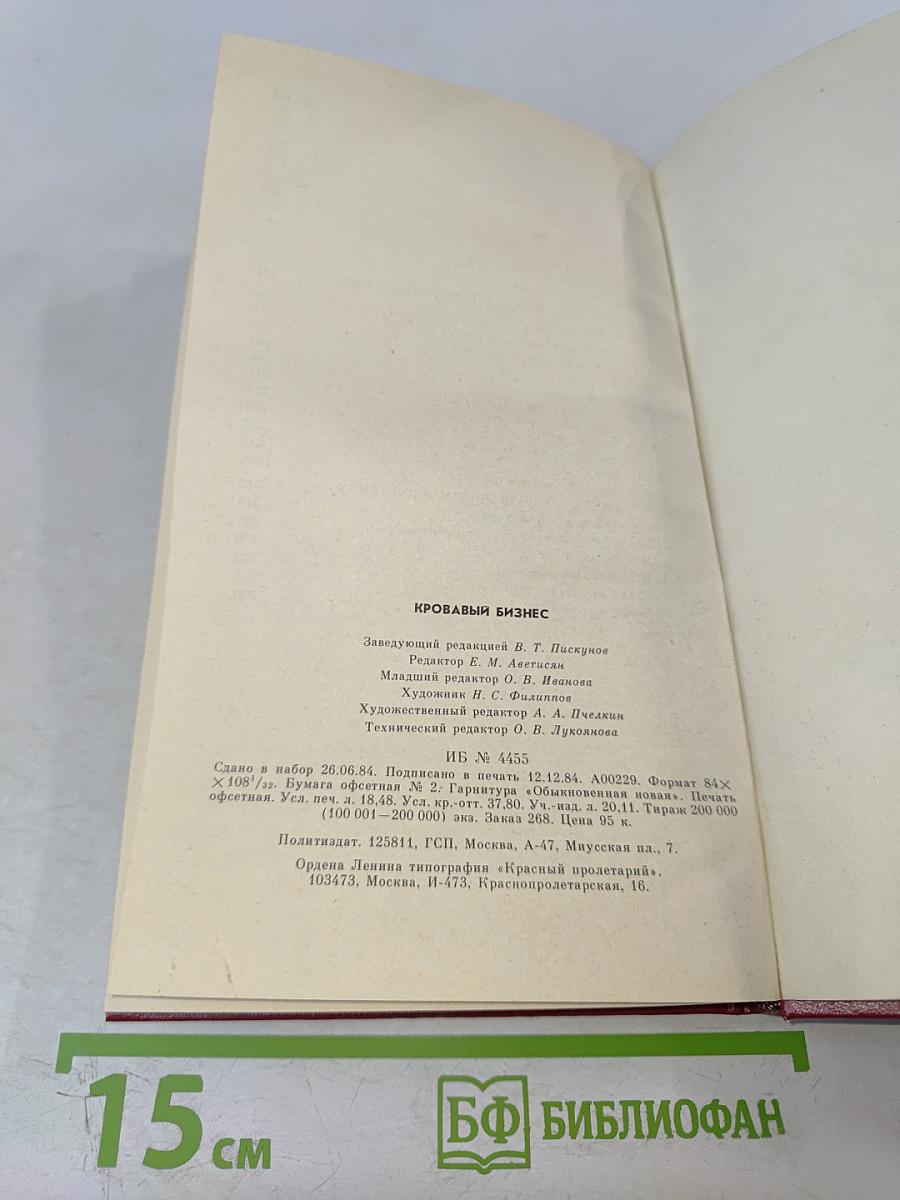 КРОВАВЫЙ БИЗНЕС
Заведующий редакцией В. Т. Пискунов
Редактор Е. М. Аветисян
Младший редактор О. В. Иванова
Художник Н. С. Филиппов
Художественный редактор А. А. Пчелкин
Технический редактор О. В. Лукоянова
ИБ № 4455
Сдано в набор 26.06.84. Подписано в печать 12.12.84. А00229. Формат 84×
×108¹/₃₂. Бумага офсетная № 2. Гарнитура «Обыкновенная новая». Печать
офсетная. Усл. печ. л. 18,48. Усл. кр.-отт. 37,80. Уч.-изд. л. 20,11. Тираж 200 000
(100 001—200 000) экз. Заказ 268. Цена 95 к.
Политиздат. 125811, ГСП, Москва, А-47, Миусская пл., 7.
Ордена Ленина типография «Красный пролетарий».
103473, Москва, И-473, Краснопролетарская, 16.
15 см
БФ БИБЛИОФАН